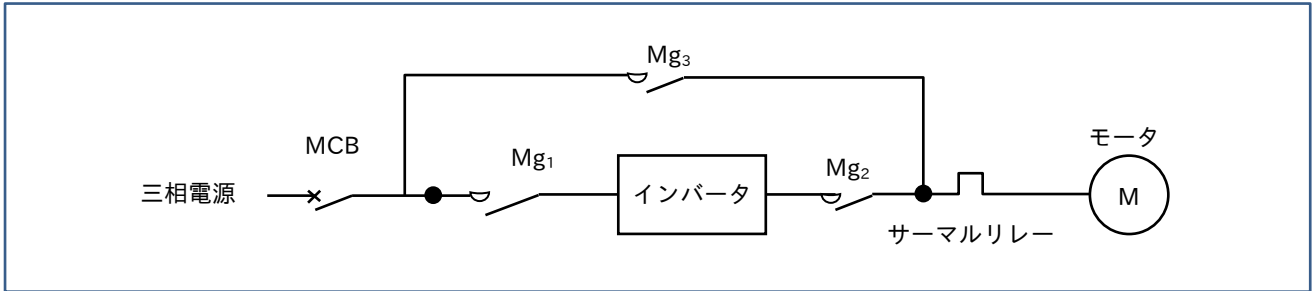 Mg₃
MCB
Mg₁
Mg₂
モータ
三相電源
インバータ
M
サーマルリレー